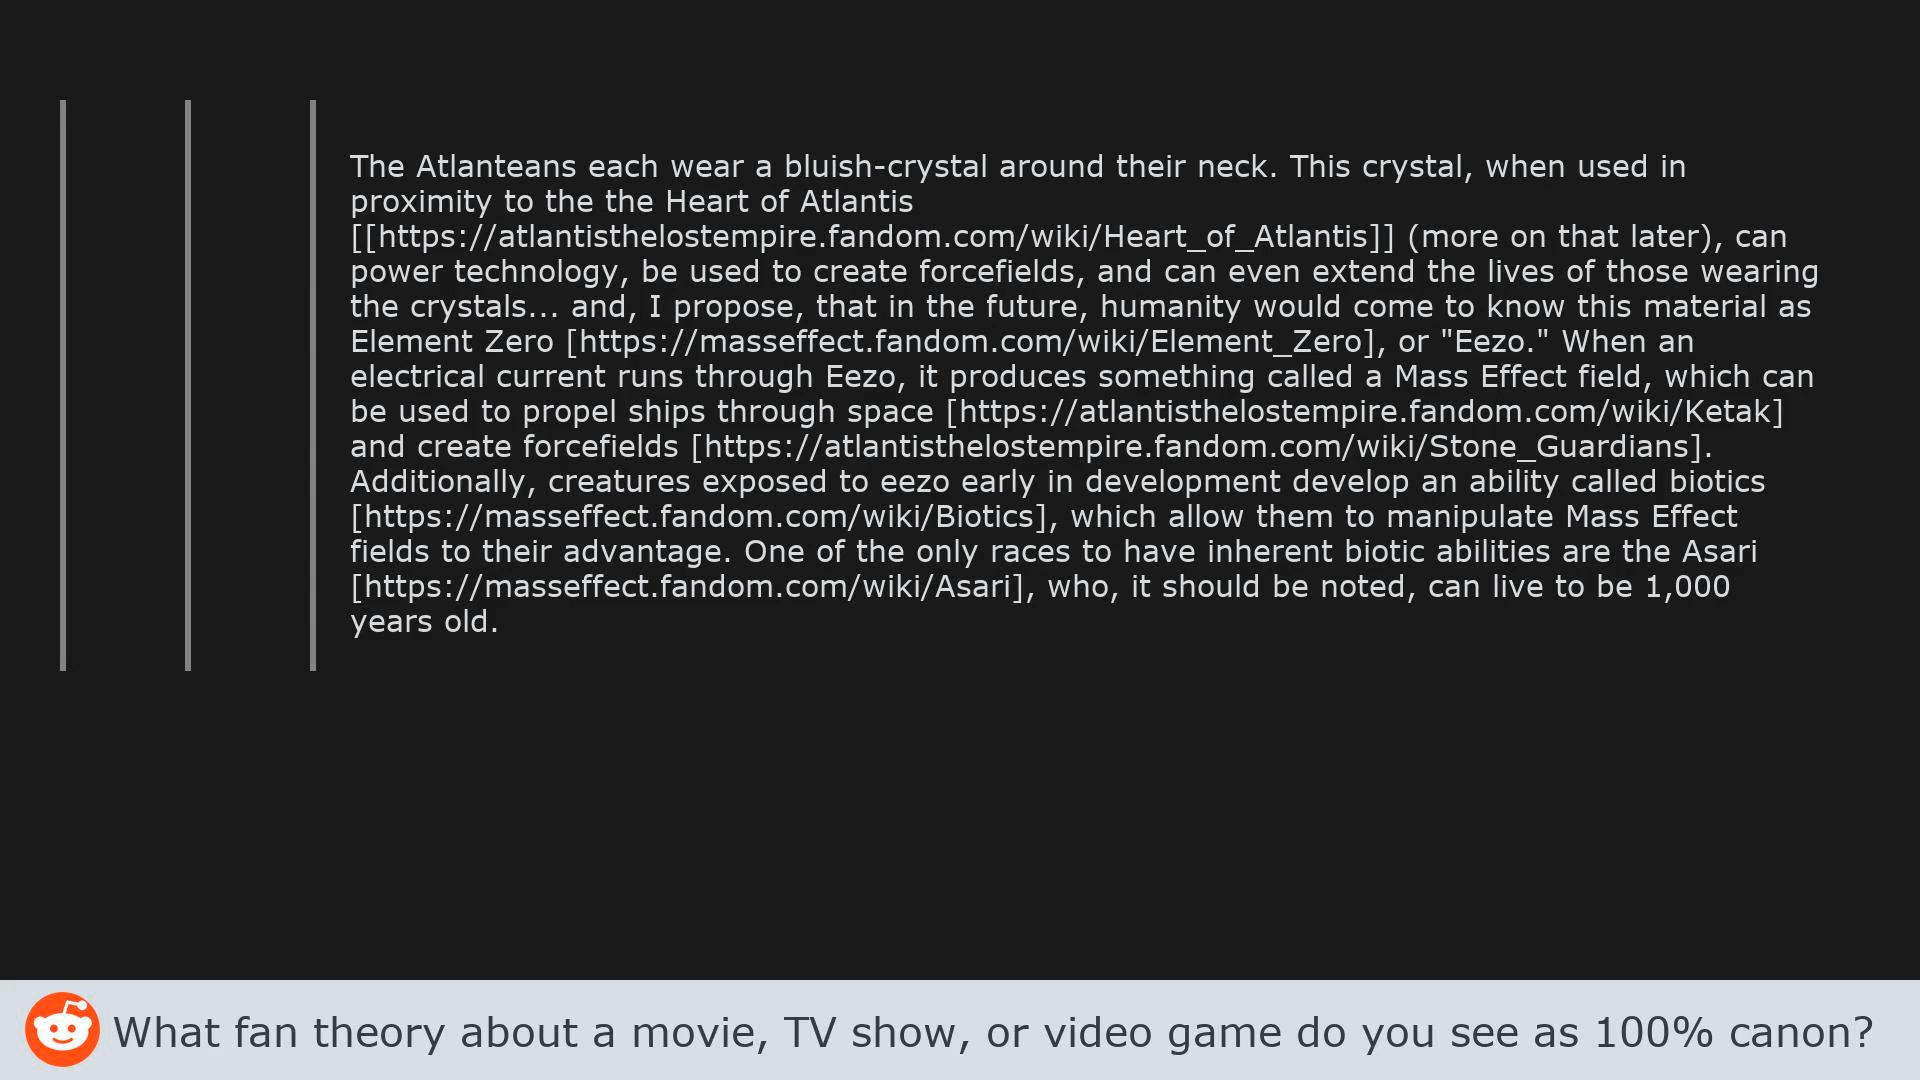 The Atlanteans each wear a bluish-crystal around their neck. This crystal, when used in
proximity to the the Heart of Atlantis
[[https://atlantisthelostempire.fandom.com/wiki/Heart_of_Atlantis]] (more on that later), can
power technology, be used to create forcefields, and can even extend the lives of those wearing
the crystals... and, I propose, that in the future, humanity would come to know this material as
Element Zero [https://masseffect.fandom.com/wiki/Element_Zero], or "Eezo." When an
electrical current runs through Eezo, it produces something called a Mass Effect field, which can
be used to propel ships through space [https://atlantisthelostempire.fandom.com/wiki/Ketak]
and create forcefields [https://atlantisthelostempire.fandom.com/wiki/Stone_Guardians].
Additionally, creatures exposed to eezo early in development develop an ability called biotics
[https://masseffect.fandom.com/wiki/Biotics], which allow them to manipulate Mass Effect
fields to their advantage. One of the only races to have inherent biotic abilities are the Asari
[https://masseffect.fandom.com/wiki/Asari], who, it should be noted, can live to be 1,000
years old.
What fan theory about a movie, TV show, or video game do you see as 100% canon?